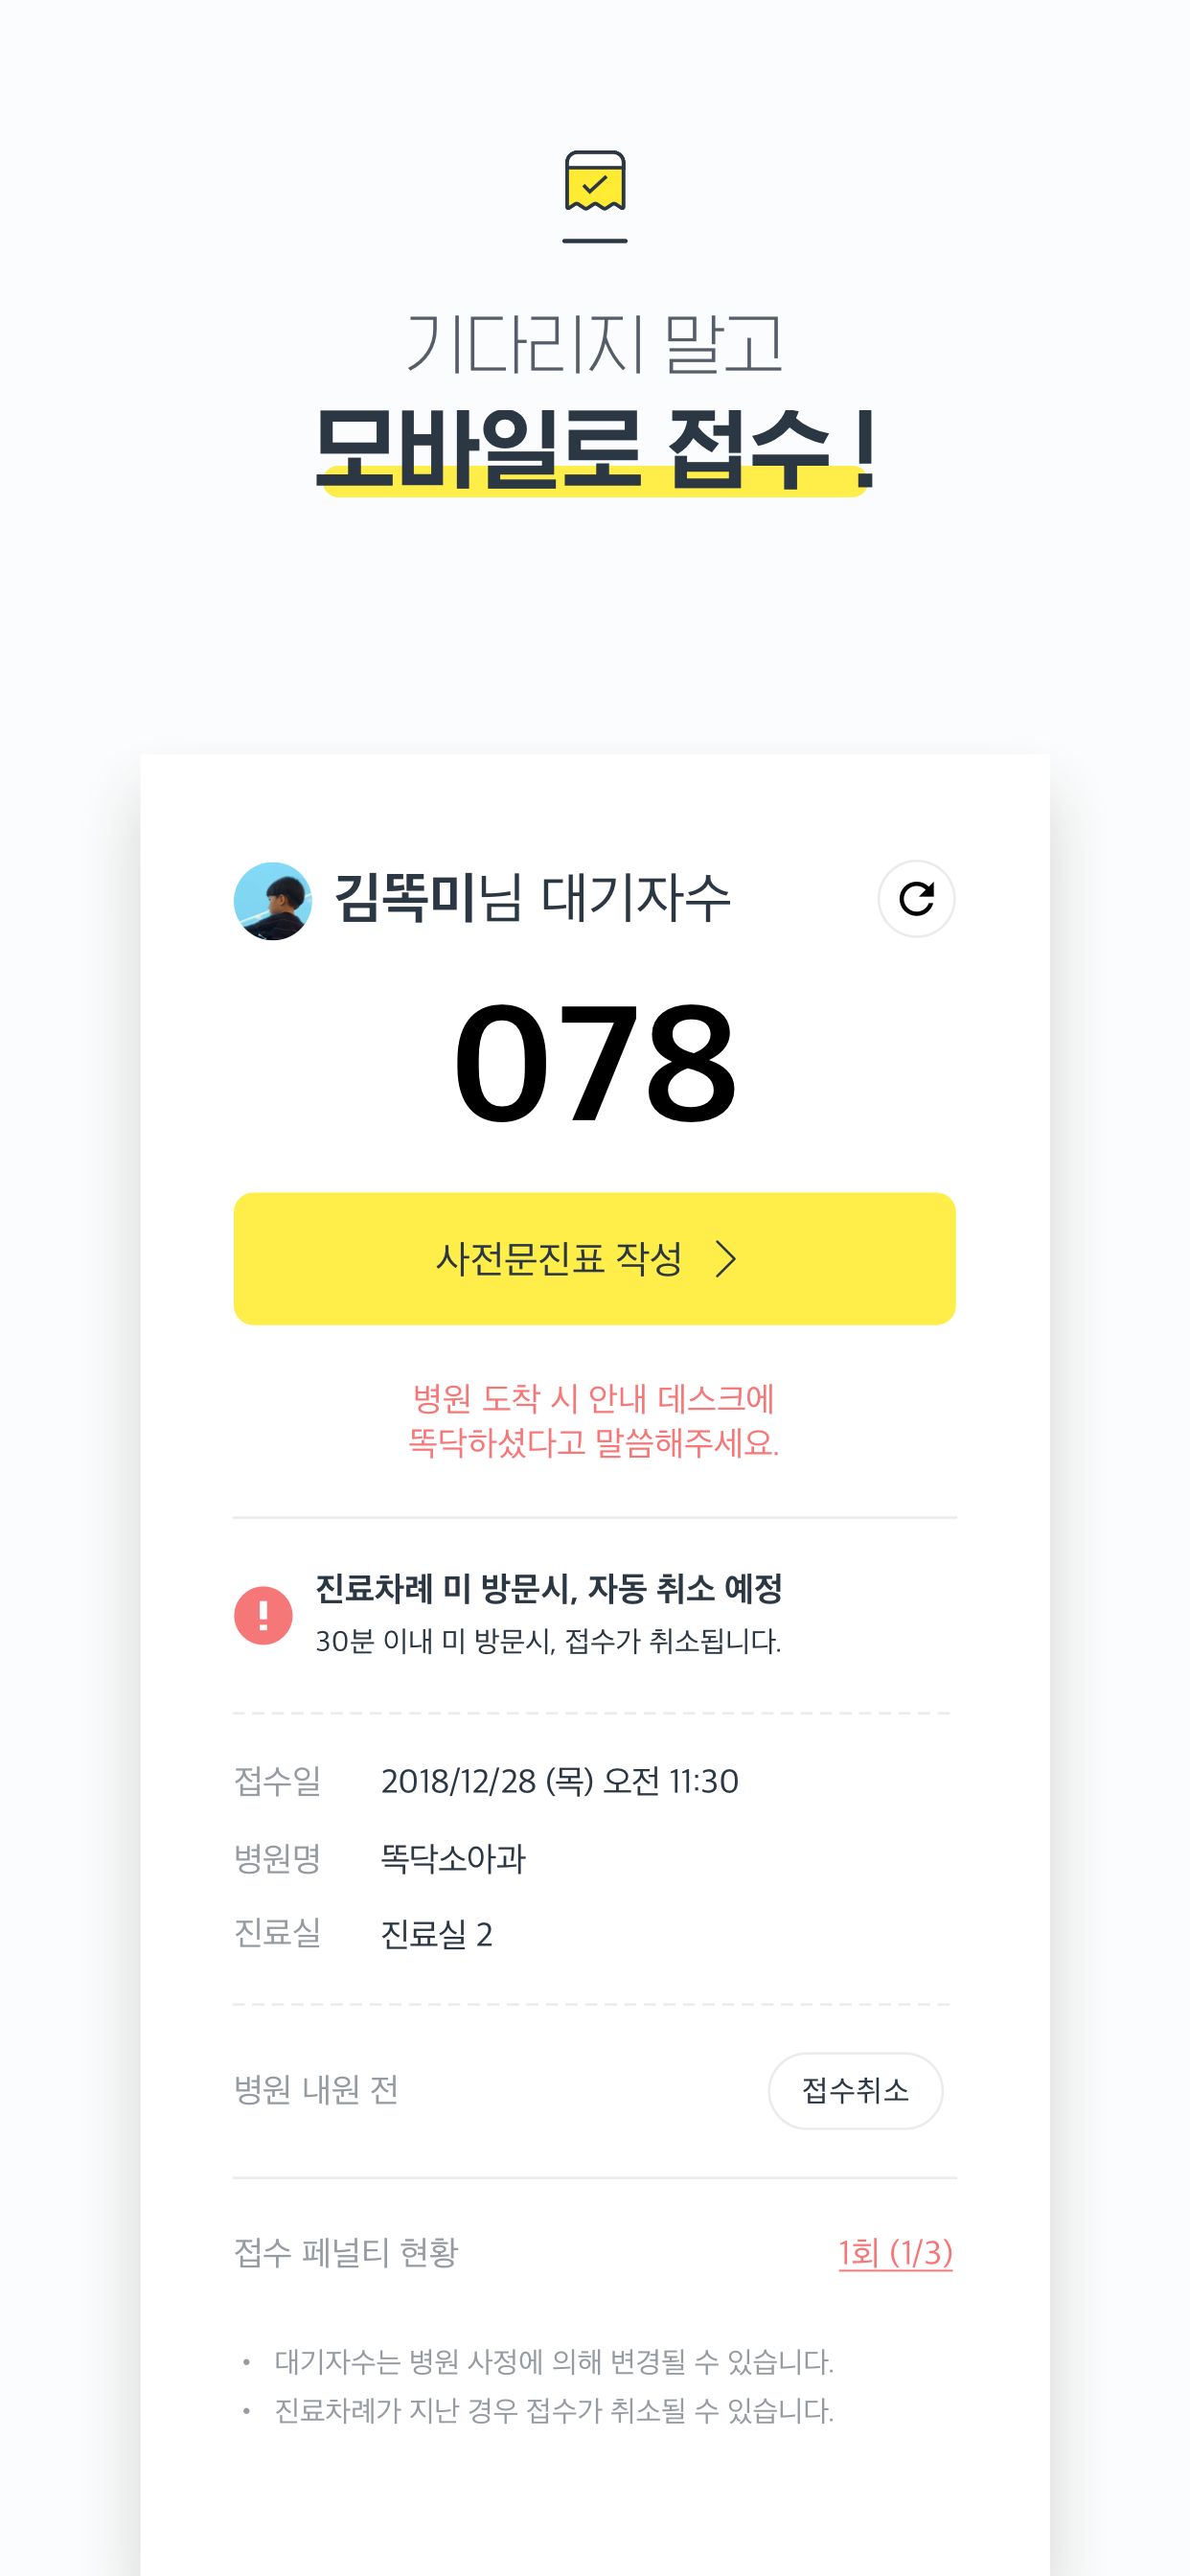 기다리지 말고
모바일로 접수 !
김똑미님 대기자수
078
사전문진표 작성
병원 도착 시 안내 데스크에
똑닥하셨다고 말씀해주세요.
진료차례 미 방문시, 자동 취소 예정
30분 이내 미 방문시, 접수가 취소됩니다.
접수일 2018/12/28 (목) 오전 11:30
병원명 똑닥소아과
진료실 진료실 2
병원 내원 전 접수취소
접수 페널티 현황 1회 (1/3)
• 대기자수는 병원 사정에 의해 변경될 수 있습니다.
• 진료차례가 지난 경우 접수가 취소될 수 있습니다.